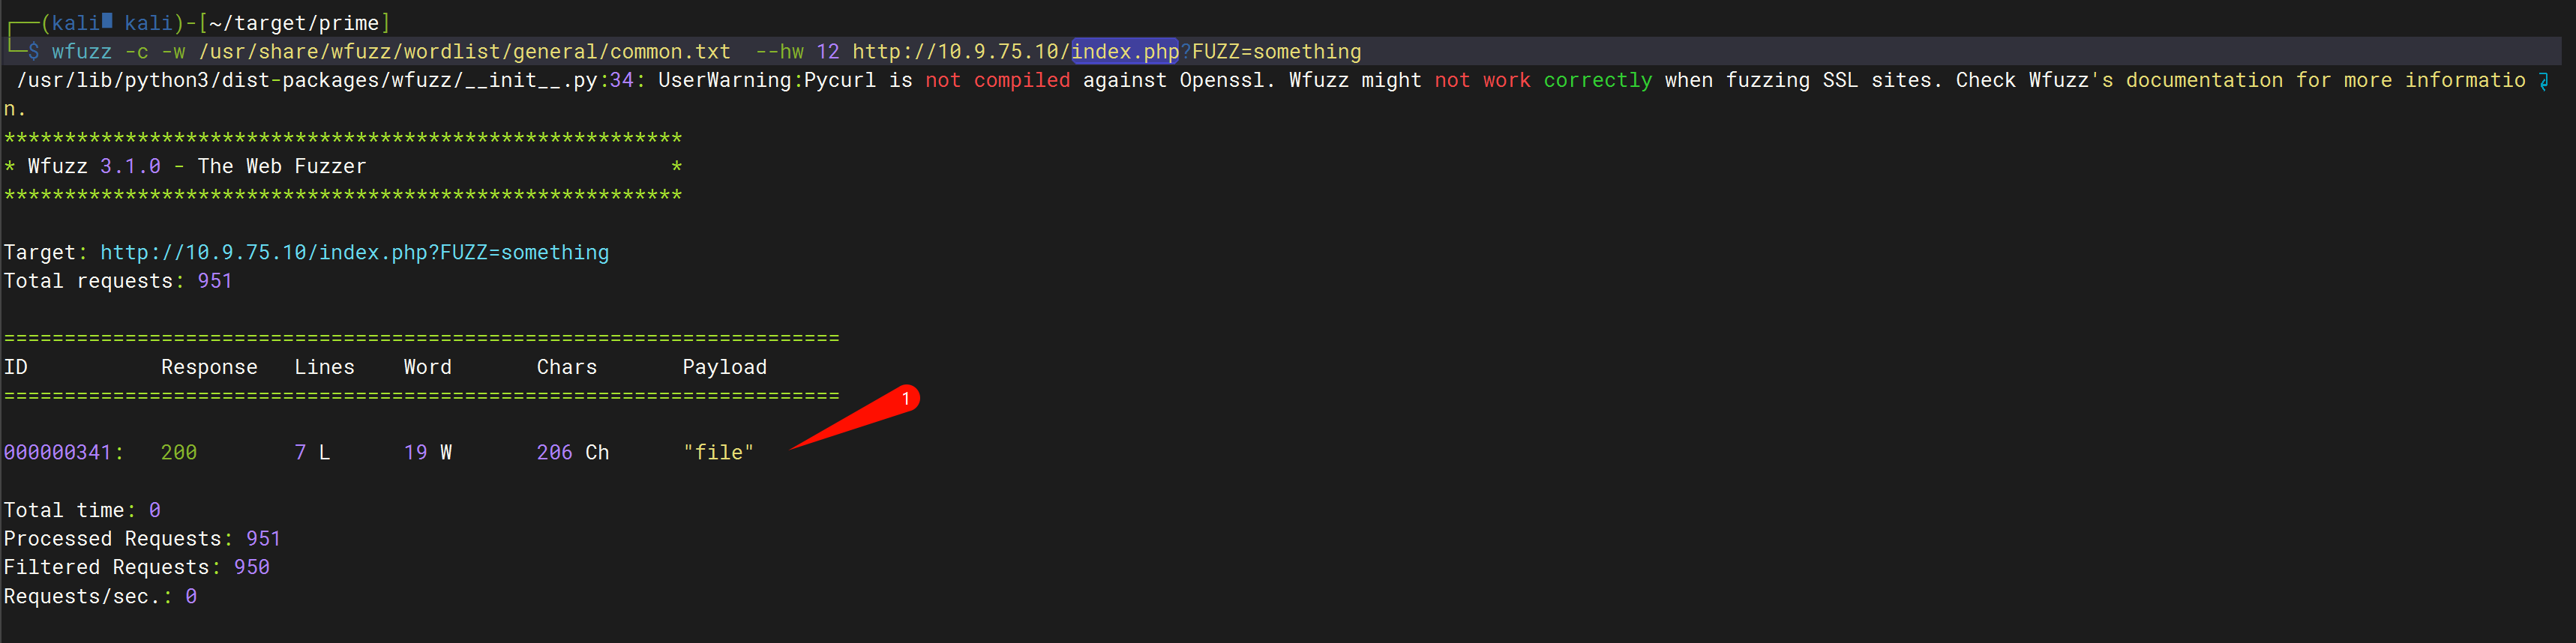 ┌──(kali▝ kali)-[~/target/prime]
└─$ wfuzz -c -w /usr/share/wfuzz/wordlist/general/common.txt  --hw 12 http://10.9.75.10/index.php?FUZZ=something
 /usr/lib/python3/dist-packages/wfuzz/__init__.py:34: UserWarning:Pycurl is not compiled against Openssl. Wfuzz might not work correctly when fuzzing SSL sites. Check Wfuzz's documentation for more informatio
n.
********************************************************
* Wfuzz 3.1.0 - The Web Fuzzer                         *
********************************************************
Target: http://10.9.75.10/index.php?FUZZ=something
Total requests: 951
=====================================================================
ID           Response   Lines    Word       Chars       Payload
=====================================================================
1
000000341:   200        7 L      19 W       206 Ch      "file"
Total time: 0
Processed Requests: 951
Filtered Requests: 950
Requests/sec.: 0